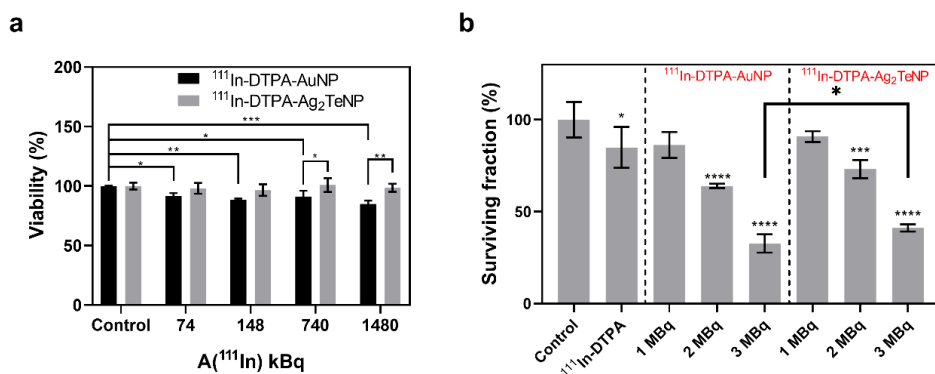 a
200
150
100
50
0
Viability (%)
¹¹¹In-DTPA-AuNP
¹¹¹In-DTPA-Ag₂TeNP
***
*
**
*
*
**
Control 74 148 740 1480
A(¹¹¹In) kBq
b
100
50
0
Surviving fraction (%)
¹¹¹In-DTPA-AuNP
¹¹¹In-DTPA-Ag₂TeNP
*
*
****
****
***
****
Control
¹¹¹In-DTPA
1 MBq
2 MBq
3 MBq
1 MBq
2 MBq
3 MBq